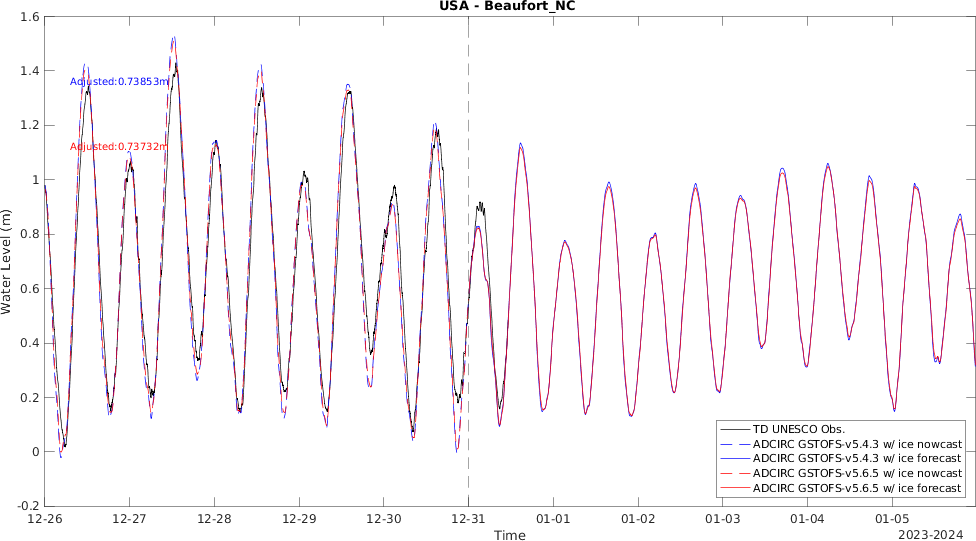 USA - Beaufort_NC
1.6
1.4
1.2
1
0.8
0.6
0.4
0.2
0
-0.2
Water Level (m)
Adjusted:0.73853m
Adjusted:0.73732m
TD UNESCO Obs.
ADCIRC GSTOFS-v5.4.3 w/ ice nowcast
ADCIRC GSTOFS-v5.4.3 w/ ice forecast
ADCIRC GSTOFS-v5.6.5 w/ ice nowcast
ADCIRC GSTOFS-v5.6.5 w/ ice forecast
12-26 12-27 12-28 12-29 12-30 12-31 01-01 01-02 01-03 01-04 01-05
Time
2023-2024